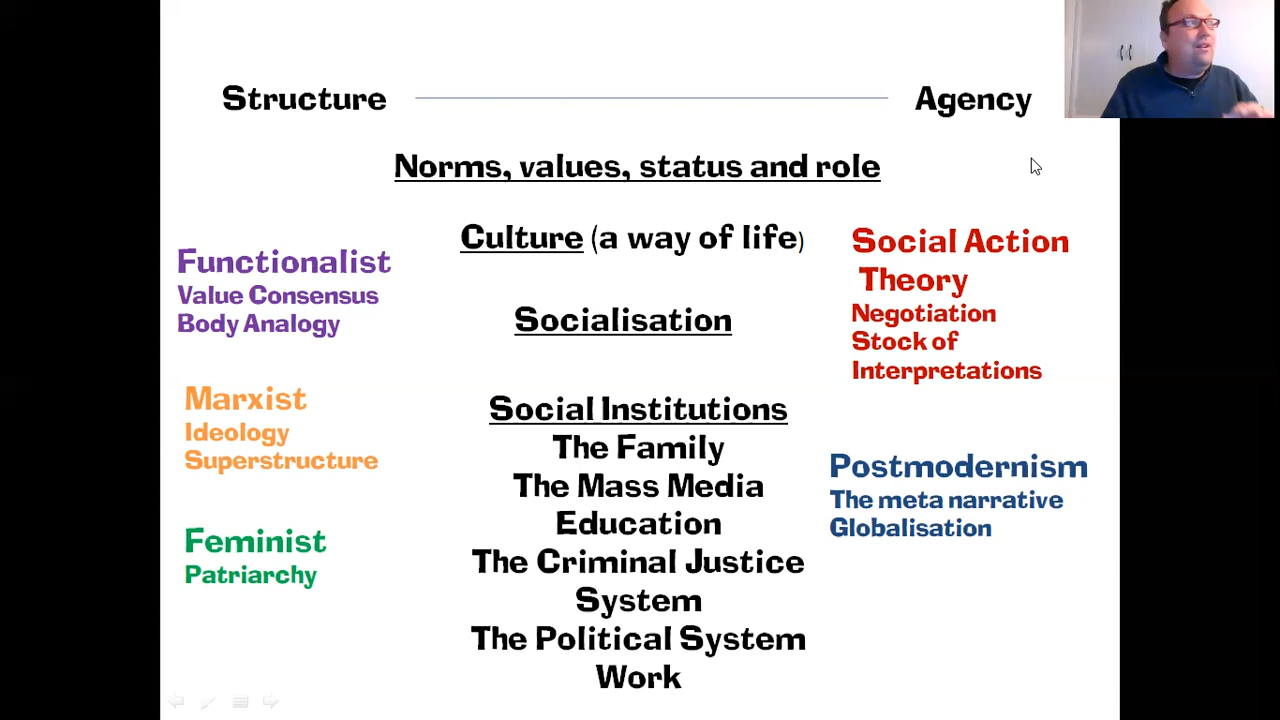 Structure
Agency
Norms, values, status and role
Culture (a way of life)
Socialisation
Social Institutions
The Family
The Mass Media
Education
The Criminal Justice
System
The Political System
Work
Functionalist
Value Consensus
Body Analogy
Marxist
Ideology
Superstructure
Feminist
Patriarchy
Social Action
Theory
Negotiation
Stock of
Interpretations
Postmodernism
The meta narrative
Globalisation